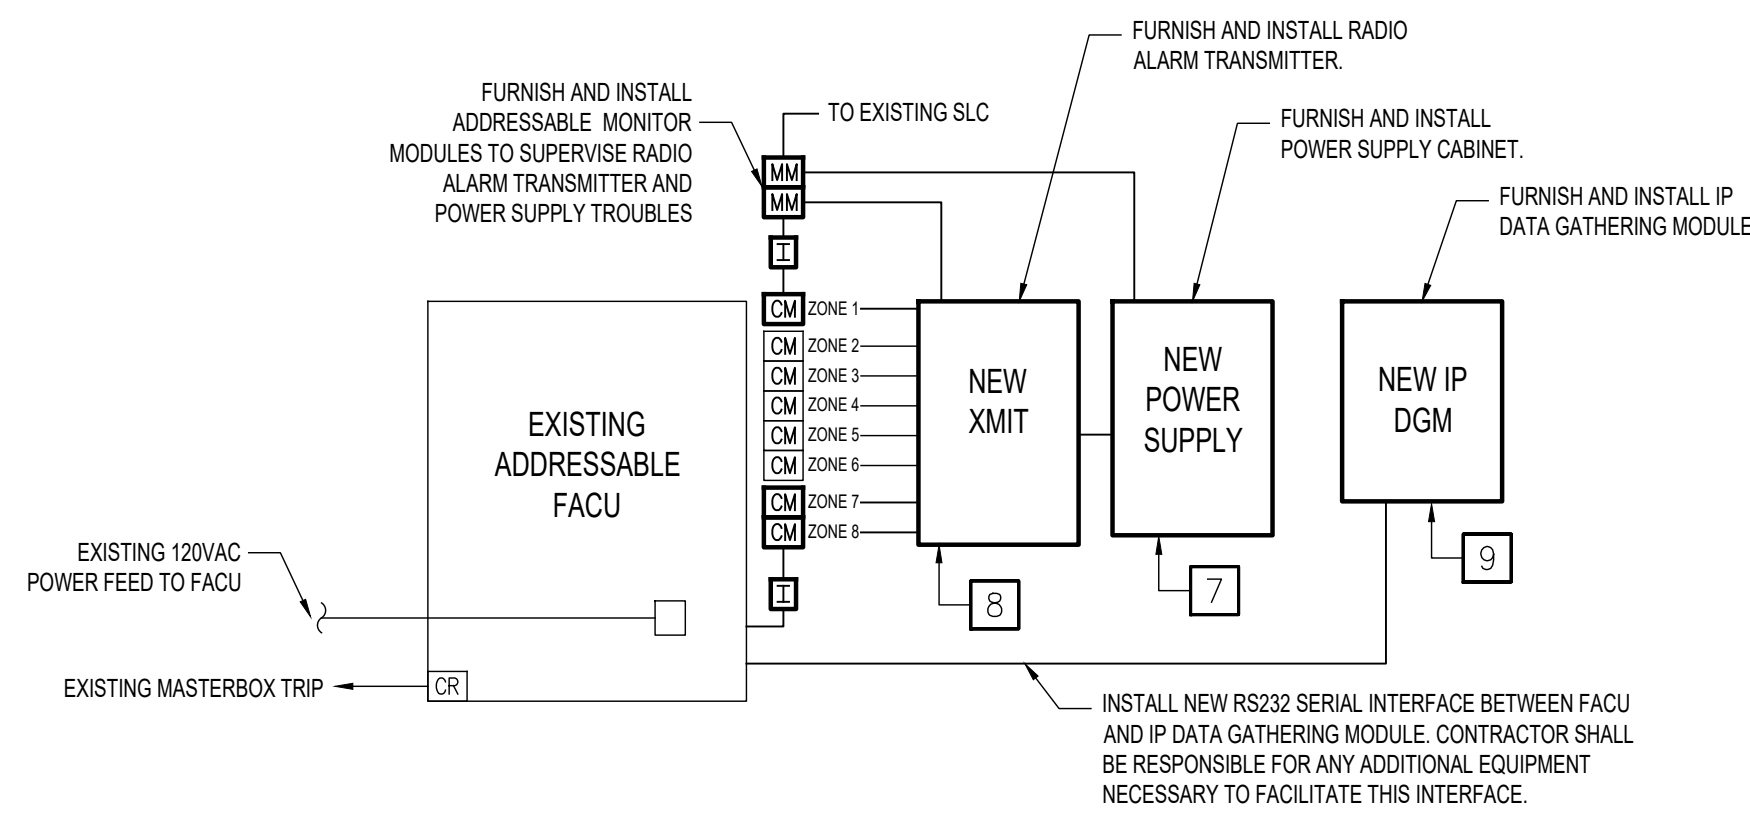 FURNISH AND INSTALL RADIO
ALARM TRANSMITTER.
FURNISH AND INSTALL
ADDRESSABLE MONITOR
MODULES TO SUPERVISE RADIO
ALARM TRANSMITTER AND
POWER SUPPLY TROUBLES
TO EXISTING SLC
FURNISH AND INSTALL
POWER SUPPLY CABINET.
FURNISH AND INSTALL IP
DATA GATHERING MODULE
MM
MM
I
CM ZONE 1
CM ZONE 2
CM ZONE 3
CM ZONE 4
CM ZONE 5
CM ZONE 6
CM ZONE 7
CM ZONE 8
I
EXISTING
ADDRESSABLE
FACU
NEW
XMIT
NEW
POWER
SUPPLY
NEW IP
DGM
8
7
9
EXISTING 120VAC
POWER FEED TO FACU
EXISTING MASTERBOX TRIP
CR
INSTALL NEW RS232 SERIAL INTERFACE BETWEEN FACU
AND IP DATA GATHERING MODULE. CONTRACTOR SHALL
BE RESPONSIBLE FOR ANY ADDITIONAL EQUIPMENT
NECESSARY TO FACILITATE THIS INTERFACE.